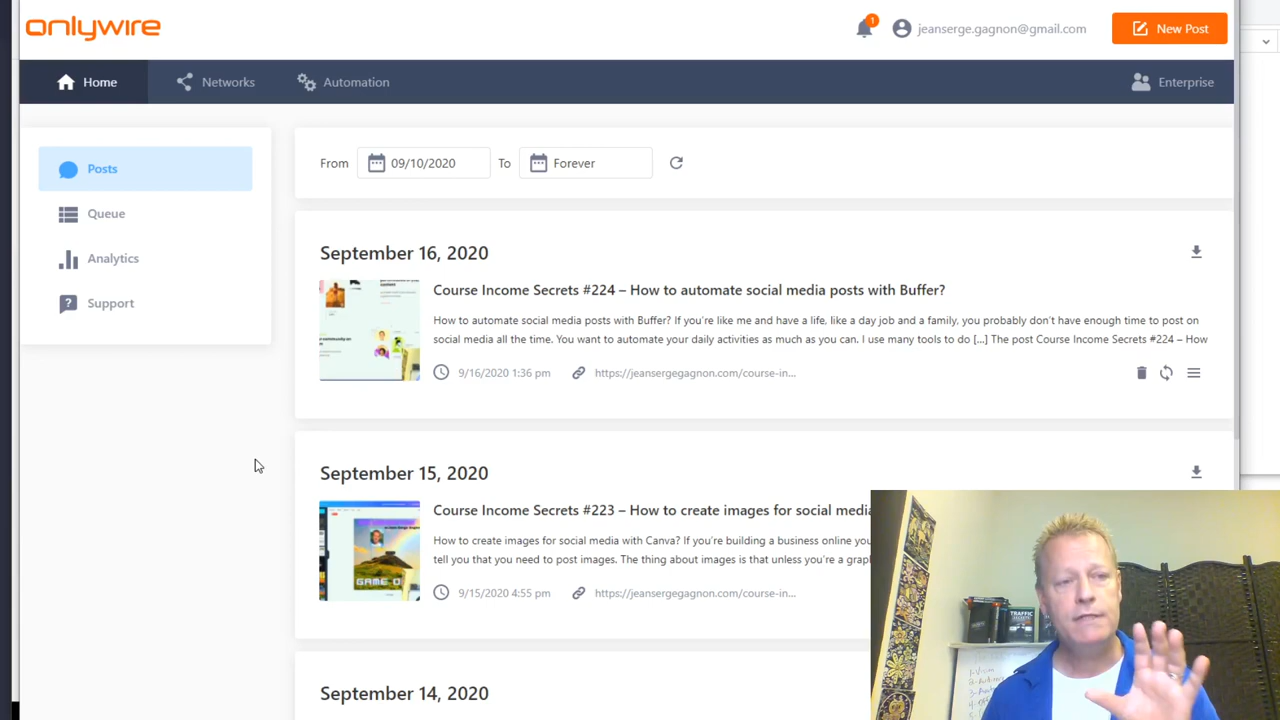 onlywire
1
jeanserge.gagnon@gmail.com
New Post
Home
Networks
Automation
Enterprise
Posts
Queue
Analytics
Support
From
09/10/2020
To
Forever
September 16, 2020
Course Income Secrets #224 – How to automate social media posts with Buffer?
How to automate social media posts with Buffer? If you're like me and have a life, like a day job and a family, you probably don't have enough time to post on
social media all the time. You want to automate your daily activities as much as you can. I use many tools to do [...] The post Course Income Secrets #224 – How
9/16/2020 1:36 pm
https://jeansergegagnon.com/course-in...
September 15, 2020
Course Income Secrets #223 – How to create images for social media
How to create images for social media with Canva? If you're building a business online you
tell you that you need to post images. The thing about images is that unless you're a grap
GAME O
9/15/2020 4:55 pm
https://jeansergegagnon.com/course-in...
September 14, 2020
TRAFFIC
SECRETS